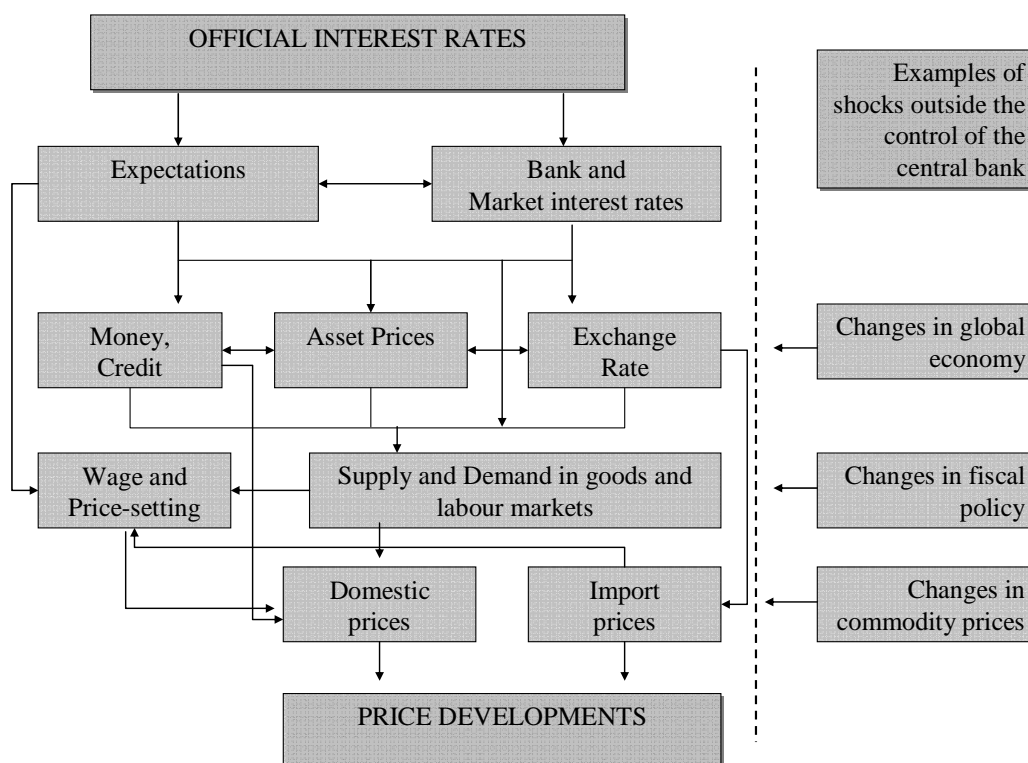 OFFICIAL INTEREST RATES
Examples of
shocks outside the
control of the
central bank
Expectations
Bank and
Market interest rates
Money,
Credit
Asset Prices
Exchange
Rate
Changes in global
economy
Wage and
Price-setting
Supply and Demand in goods and
labour markets
Changes in fiscal
policy
Domestic
prices
Import
prices
Changes in
commodity prices
PRICE DEVELOPMENTS